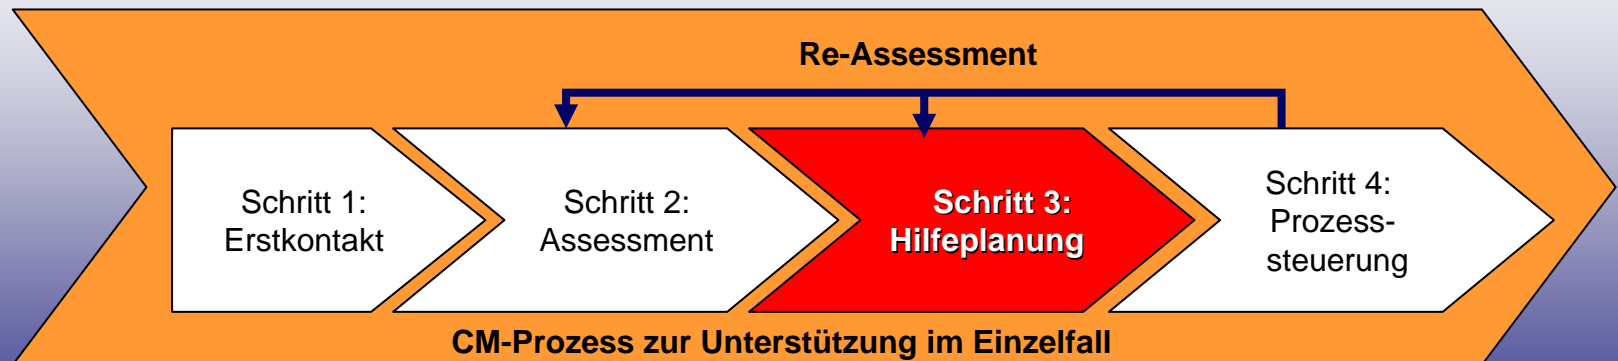 Re-Assessment
Schritt 1:
Erstkontakt
Schritt 2:
Assessment
Schritt 3:
Hilfeplanung
Schritt 4:
Prozess-
steuerung
CM-Prozess zur Unterstützung im Einzelfall